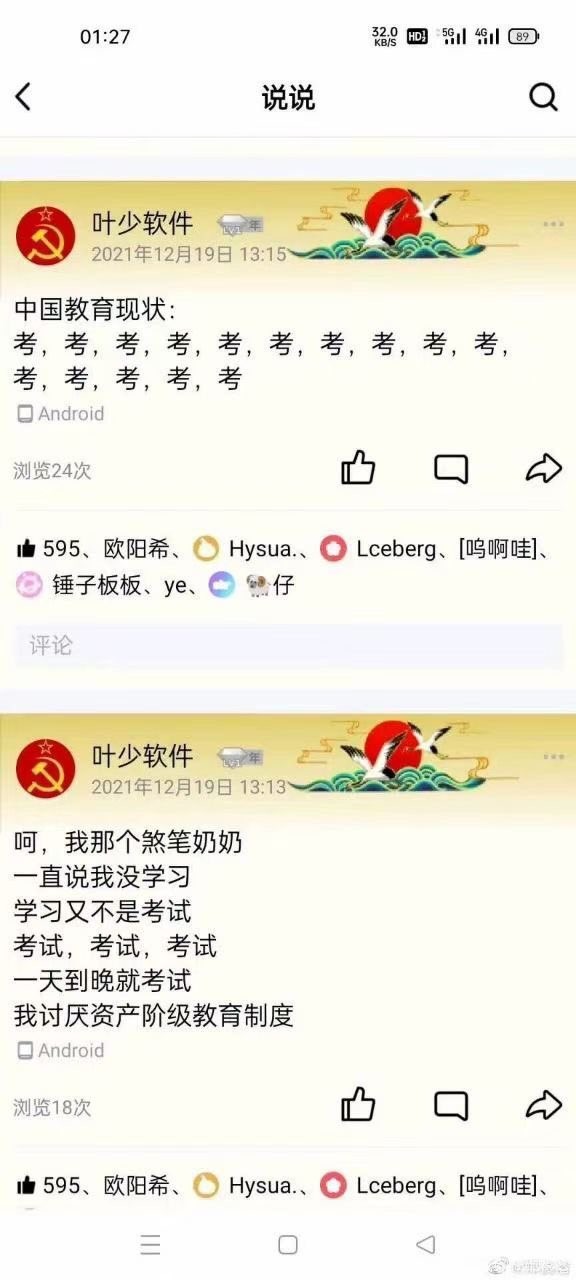 01:27
32.0 KB/S HD 5G 4G 89
说说
叶少软件 LV1 年
2021年12月19日 13:15
中国教育现状：
考，考，考，考，考，考，考，考，考，考，
考，考，考，考，考
Android
浏览24次
595、欧阳希、 Hysua.、 Lceberg、[呜啊哇]、
锤子板板、ye、 仔
评论
叶少软件 LV1 年
2021年12月19日 13:13
呵，我那个煞笔奶奶
一直说我没学习
学习又不是考试
考试，考试，考试
一天到晚就考试
我讨厌资产阶级教育制度
Android
浏览18次
595、欧阳希、 Hysua.、 Lceberg、[呜啊哇]、